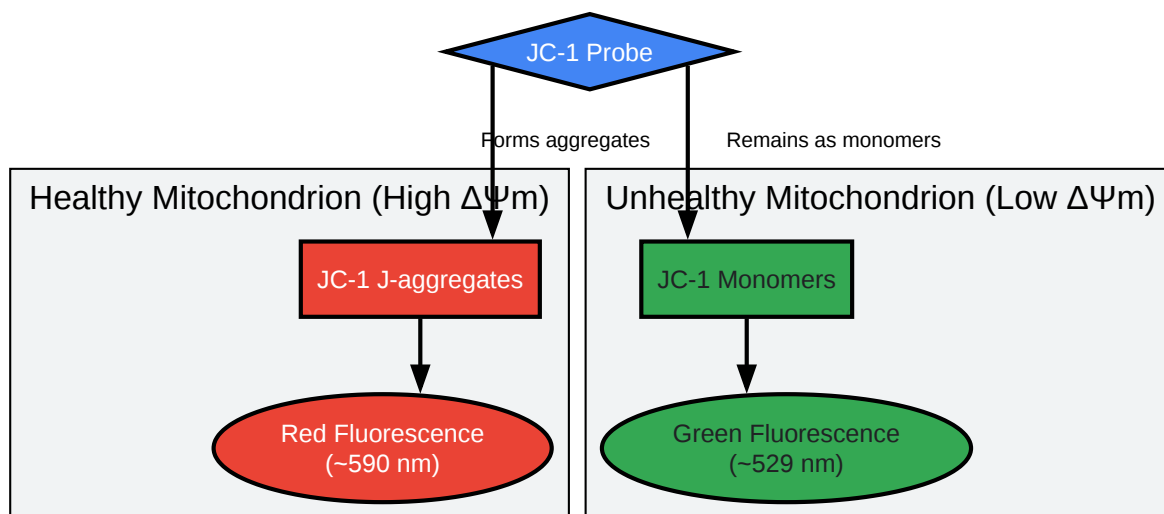 JC-1 Probe
Forms aggregates
Remains as monomers
Healthy Mitochondrion (High ΔΨm)
Unhealthy Mitochondrion (Low ΔΨm)
JC-1 J-aggregates
JC-1 Monomers
Red Fluorescence
(~590 nm)
Green Fluorescence
(~529 nm)